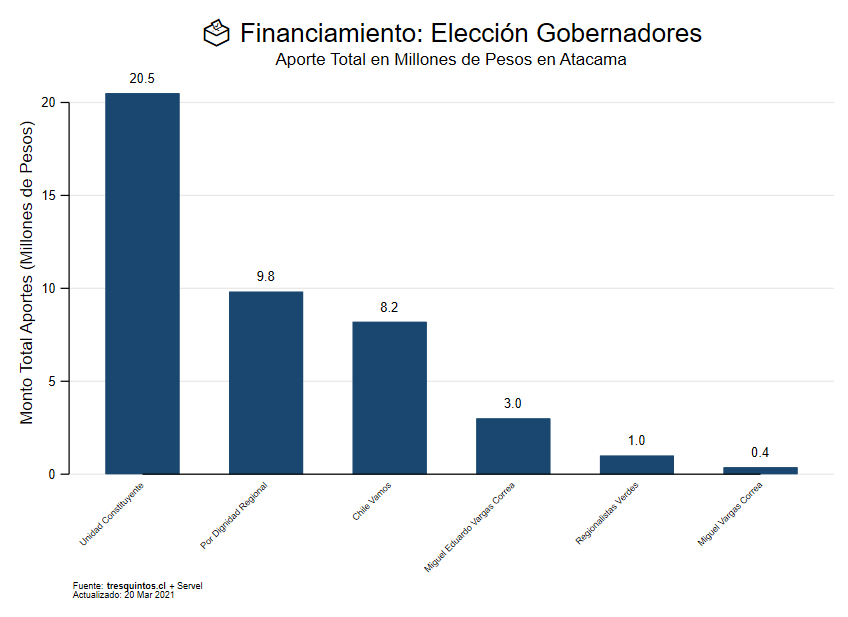 Financiamiento: Elección Gobernadores
Aporte Total en Millones de Pesos en Atacama
Monto Total Aportes (Millones de Pesos)
20
15
10
5
0
20.5
9.8
8.2
3.0
1.0
0.4
Unidad Constituyente
Por Dignidad Regional
Chile Vamos
Miguel Eduardo Vargas Correa
Regionalistas Verdes
Miguel Vargas Correa
Fuente: tresquintos.cl + Servel
Actualizado: 20 Mar 2021